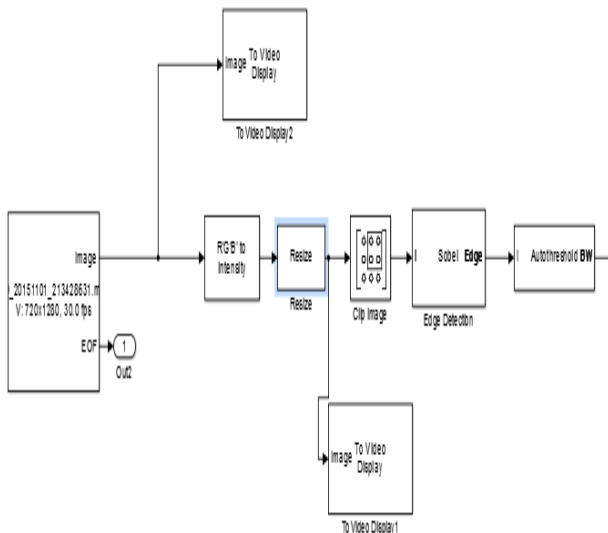 Image To Video Display
To Video Display2
Image
_20151101_213428631.m
V: 720x1280, 30.0 fps
EOF
1
Out2
R'G'B' to
Intensity
Resize
Resize
Clip Image
I Sobel Edge
Edge Detection
I Autothreshold BW
Image To Video Display
To Video Display1